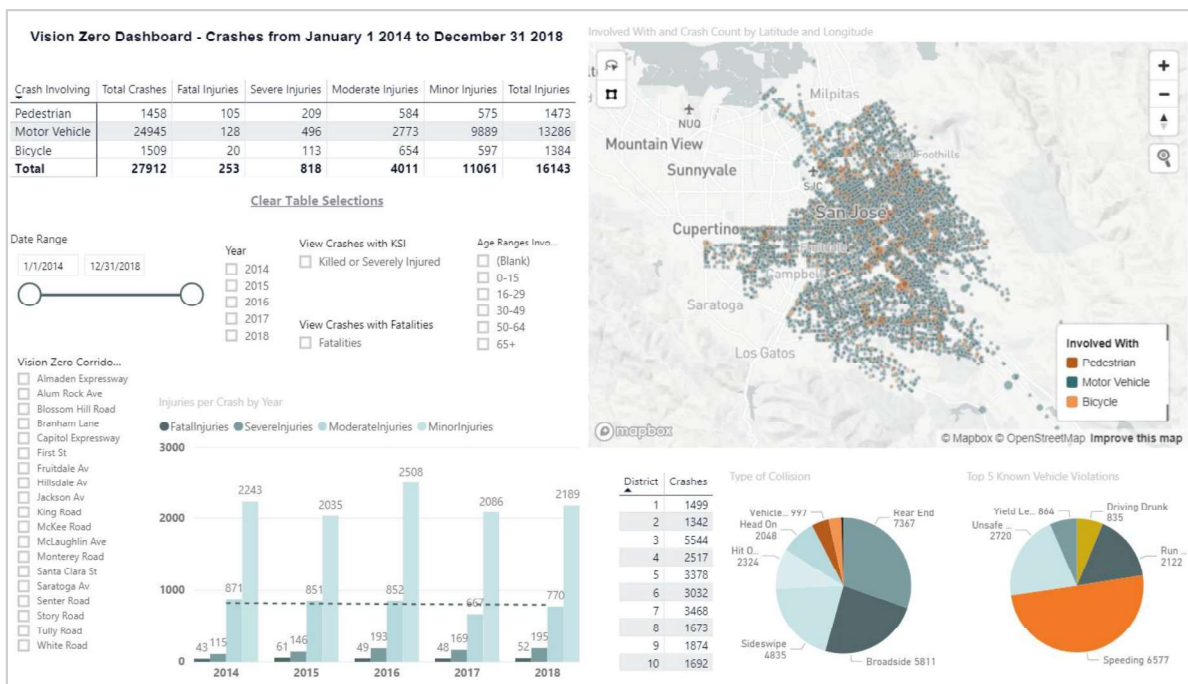 Vision Zero Dashboard - Crashes from January 1 2014 to December 31 2018
Crash Involving Total Crashes Fatal Injuries Severe Injuries Moderate Injuries Minor Injuries Total Injuries
Pedestrian 1458 105 209 584 575 1473
Motor Vehicle 24945 128 496 2773 9889 13286
Bicycle 1509 20 113 654 597 1384
Total 27912 253 818 4011 11061 16143
Clear Table Selections
Date Range
1/1/2014 12/31/2018
Year
2014
2015
2016
2017
2018
View Crashes with KSI
Killed or Severely Injured
View Crashes with Fatalities
Fatalities
Age Ranges Invo...
(Blank)
0-15
16-29
30-49
50-64
65+
Vision Zero Corrido...
Almaden Expressway
Alum Rock Ave
Blossom Hill Road
Branham Lane
Capitol Expressway
First St
Fruitdale Av
Hillsdale Av
Jackson Av
King Road
McKee Road
McLaughlin Ave
Monterey Road
Santa Clara St
Saratoga Av
Senter Road
Story Road
Tully Road
White Road
Injuries per Crash by Year
FatalInjuries SevereInjuries ModerateInjuries MinorInjuries
3000
2000
1000
0
43 115 871 2243
61 146 851 2035
49 193 852 2508
48 169 667 2086
52 195 770 2189
2014 2015 2016 2017 2018
Involved With and Crash Count by Latitude and Longitude
Milpitas
NUQ
Mountain View
Sunnyvale
Foothills
SJC
San Jose
Cupertino
Campbell
Saratoga
Los Gatos
Involved With
Pedestrian
Motor Vehicle
Bicycle
mapbox
© Mapbox © OpenStreetMap Improve this map
District Crashes
1 1499
2 1342
3 5544
4 2517
5 3378
6 3032
7 3468
8 1673
9 1874
10 1692
Type of Collision
Vehicle... 997
Head On
2048
Hit O...
2324
Sideswipe
4835
Rear End
7367
Broadside 5811
Top 5 Known Vehicle Violations
Yield Le... 864
Unsafe ...
2720
Driving Drunk
835
Run ...
2122
Speeding 6577